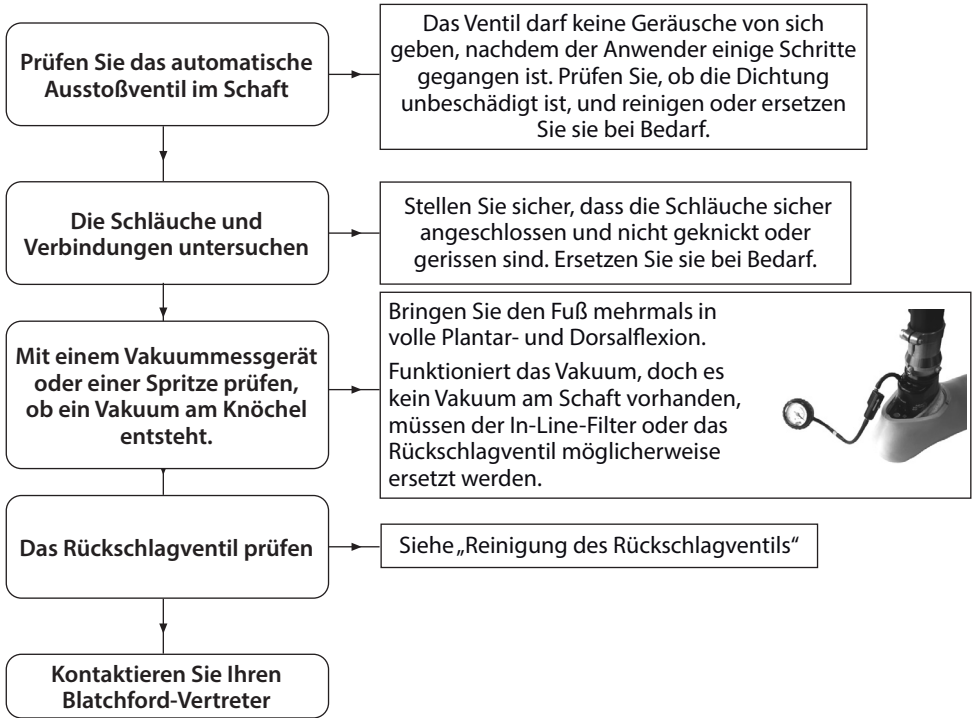 Prüfen Sie das automatische
Ausstoßventil im Schaft
Das Ventil darf keine Geräusche von sich
geben, nachdem der Anwender einige Schritte
gegangen ist. Prüfen Sie, ob die Dichtung
unbeschädigt ist, und reinigen oder ersetzen
Sie sie bei Bedarf.
Die Schläuche und
Verbindungen untersuchen
Stellen Sie sicher, dass die Schläuche sicher
angeschlossen und nicht geknickt oder
gerissen sind. Ersetzen Sie sie bei Bedarf.
Mit einem Vakuummessgerät
oder einer Spritze prüfen,
ob ein Vakuum am Knöchel
entsteht.
Bringen Sie den Fuß mehrmals in
volle Plantar- und Dorsalflexion.
Funktioniert das Vakuum, doch es
kein Vakuum am Schaft vorhanden,
müssen der In-Line-Filter oder das
Rückschlagventil möglicherweise
ersetzt werden.
Das Rückschlagventil prüfen
Siehe „Reinigung des Rückschlagventils“
Kontaktieren Sie Ihren
Blatchford-Vertreter